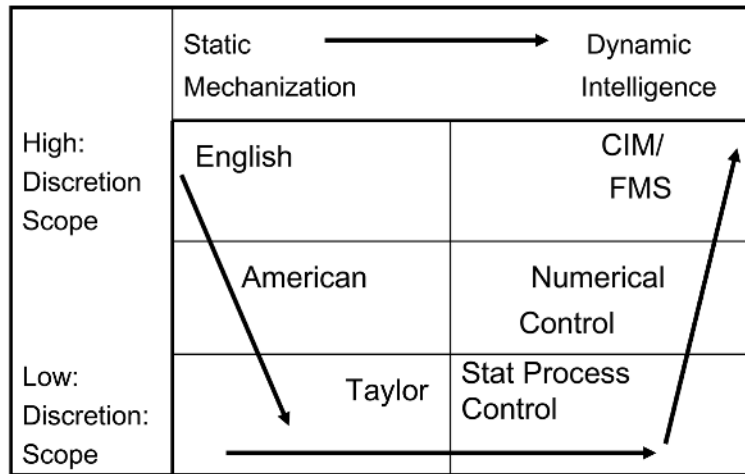 Static Dynamic
Mechanization Intelligence
High:
Discretion
Scope
English
CIM/
FMS
American
Numerical
Control
Low:
Discretion:
Scope
Taylor
Stat Process
Control